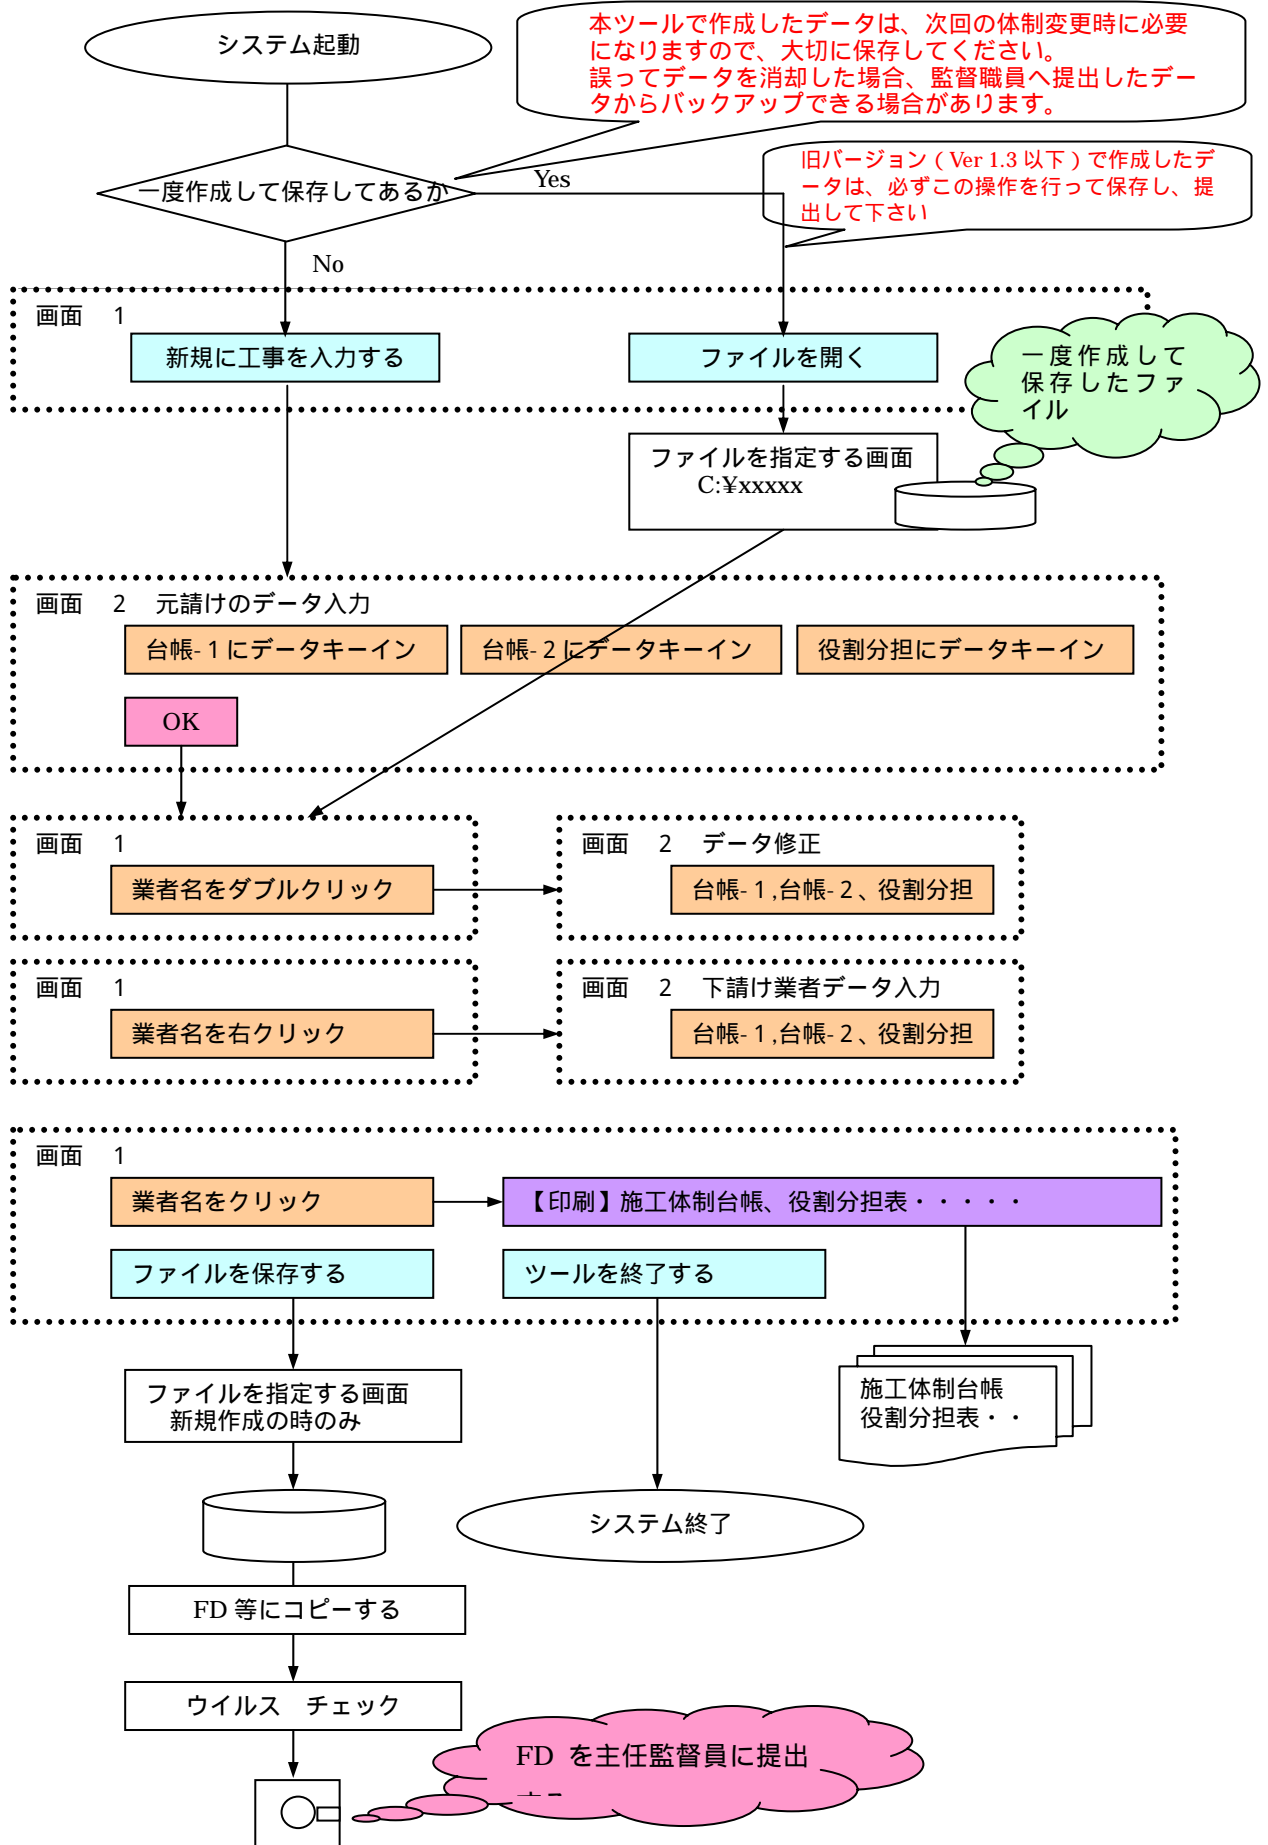 システム起動
本ツールで作成したデータは、次回の体制変更時に必要
になりますので、大切に保存してください。
誤ってデータを消却した場合、監督職員へ提出したデー
タからバックアップできる場合があります。
一度作成して保存してあるか
Yes
旧バージョン（Ver 1.3 以下）で作成したデ
ータは、必ずこの操作を行って保存し、提
出して下さい
No
画面　1
新規に工事を入力する
ファイルを開く
一度作成して
保存したファ
イル
ファイルを指定する画面
C:¥xxxxx
画面　2　元請けのデータ入力
台帳-1にデータキーイン
台帳-2にデータキーイン
役割分担にデータキーイン
OK
画面　1
業者名をダブルクリック
画面　2　データ修正
台帳-1,台帳-2、役割分担
画面　1
業者名を右クリック
画面　2　下請け業者データ入力
台帳-1,台帳-2、役割分担
画面　1
業者名をクリック
【印刷】施工体制台帳、役割分担表・・・・・
ファイルを保存する
ツールを終了する
ファイルを指定する画面
新規作成の時のみ
施工体制台帳
役割分担表・・
システム終了
FD 等にコピーする
ウイルス　チェック
FD を主任監督員に提出